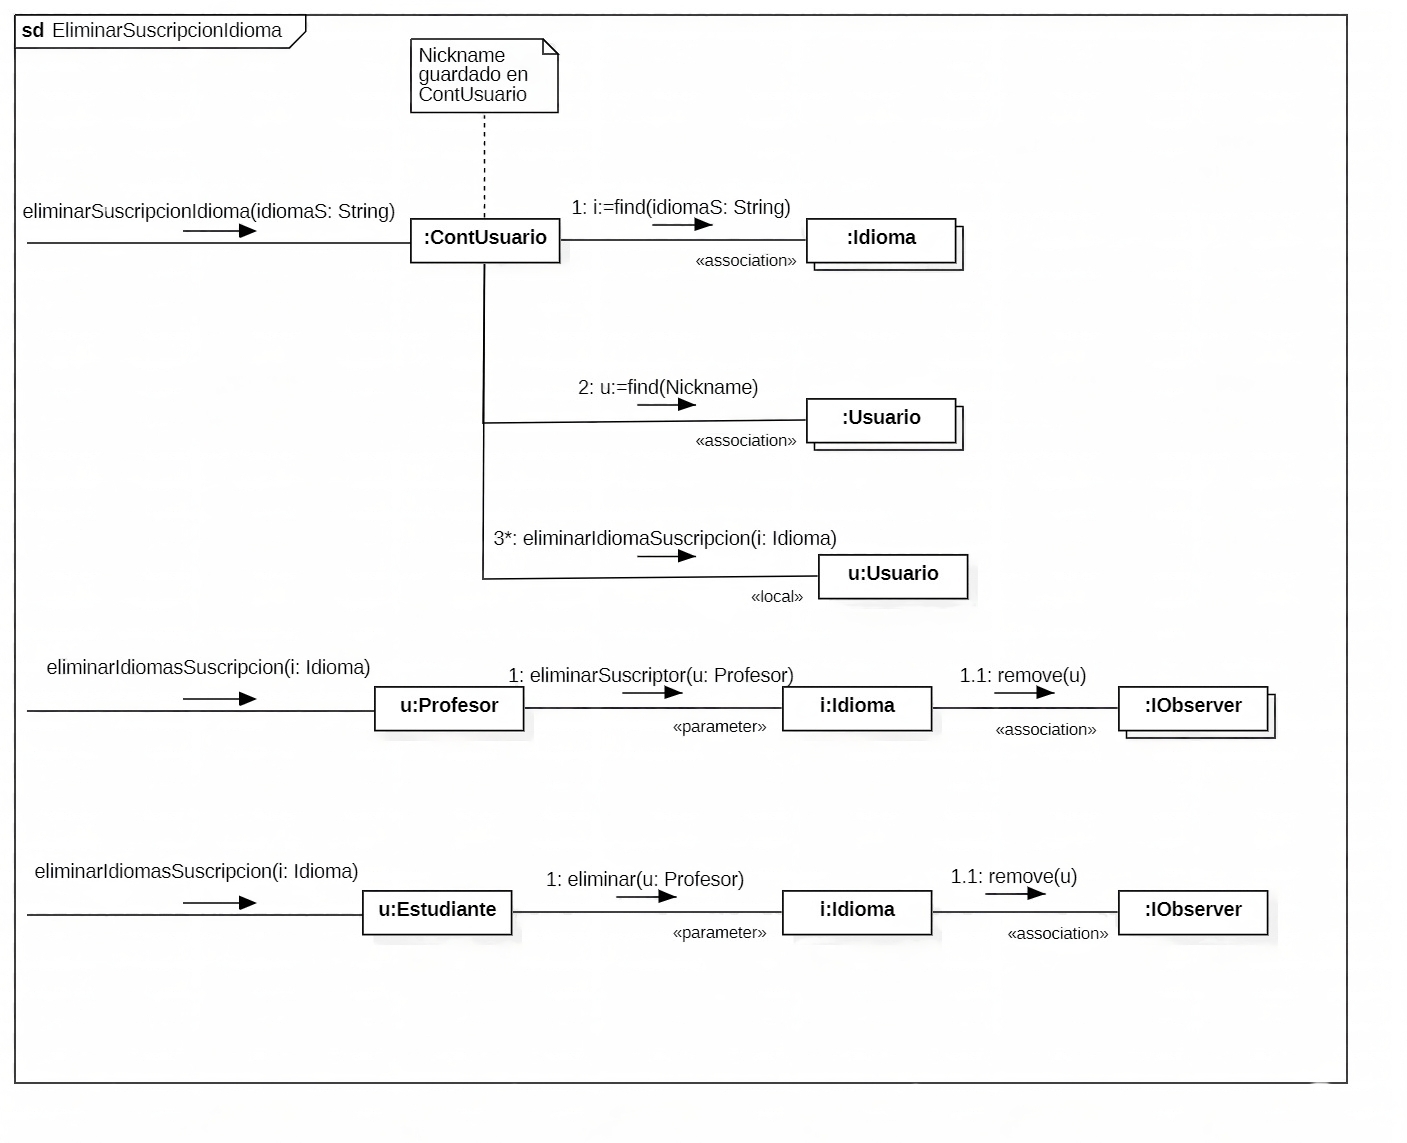 sd EliminarSuscripcionIdioma
Nickname
guardado en
ContUsuario
eliminarSuscripcionIdioma(idiomaS: String)
1: i:=find(idiomaS: String)
:ContUsuario
:Idioma
«association»
2: u:=find(Nickname)
:Usuario
«association»
3*: eliminarIdiomaSuscripcion(i: Idioma)
u:Usuario
«local»
eliminarIdiomasSuscripcion(i: Idioma)
1: eliminarSuscriptor(u: Profesor)
1.1: remove(u)
u:Profesor
i:Idioma
:IObserver
«parameter»
«association»
eliminarIdiomasSuscripcion(i: Idioma)
1: eliminar(u: Profesor)
1.1: remove(u)
u:Estudiante
i:Idioma
:IObserver
«parameter»
«association»